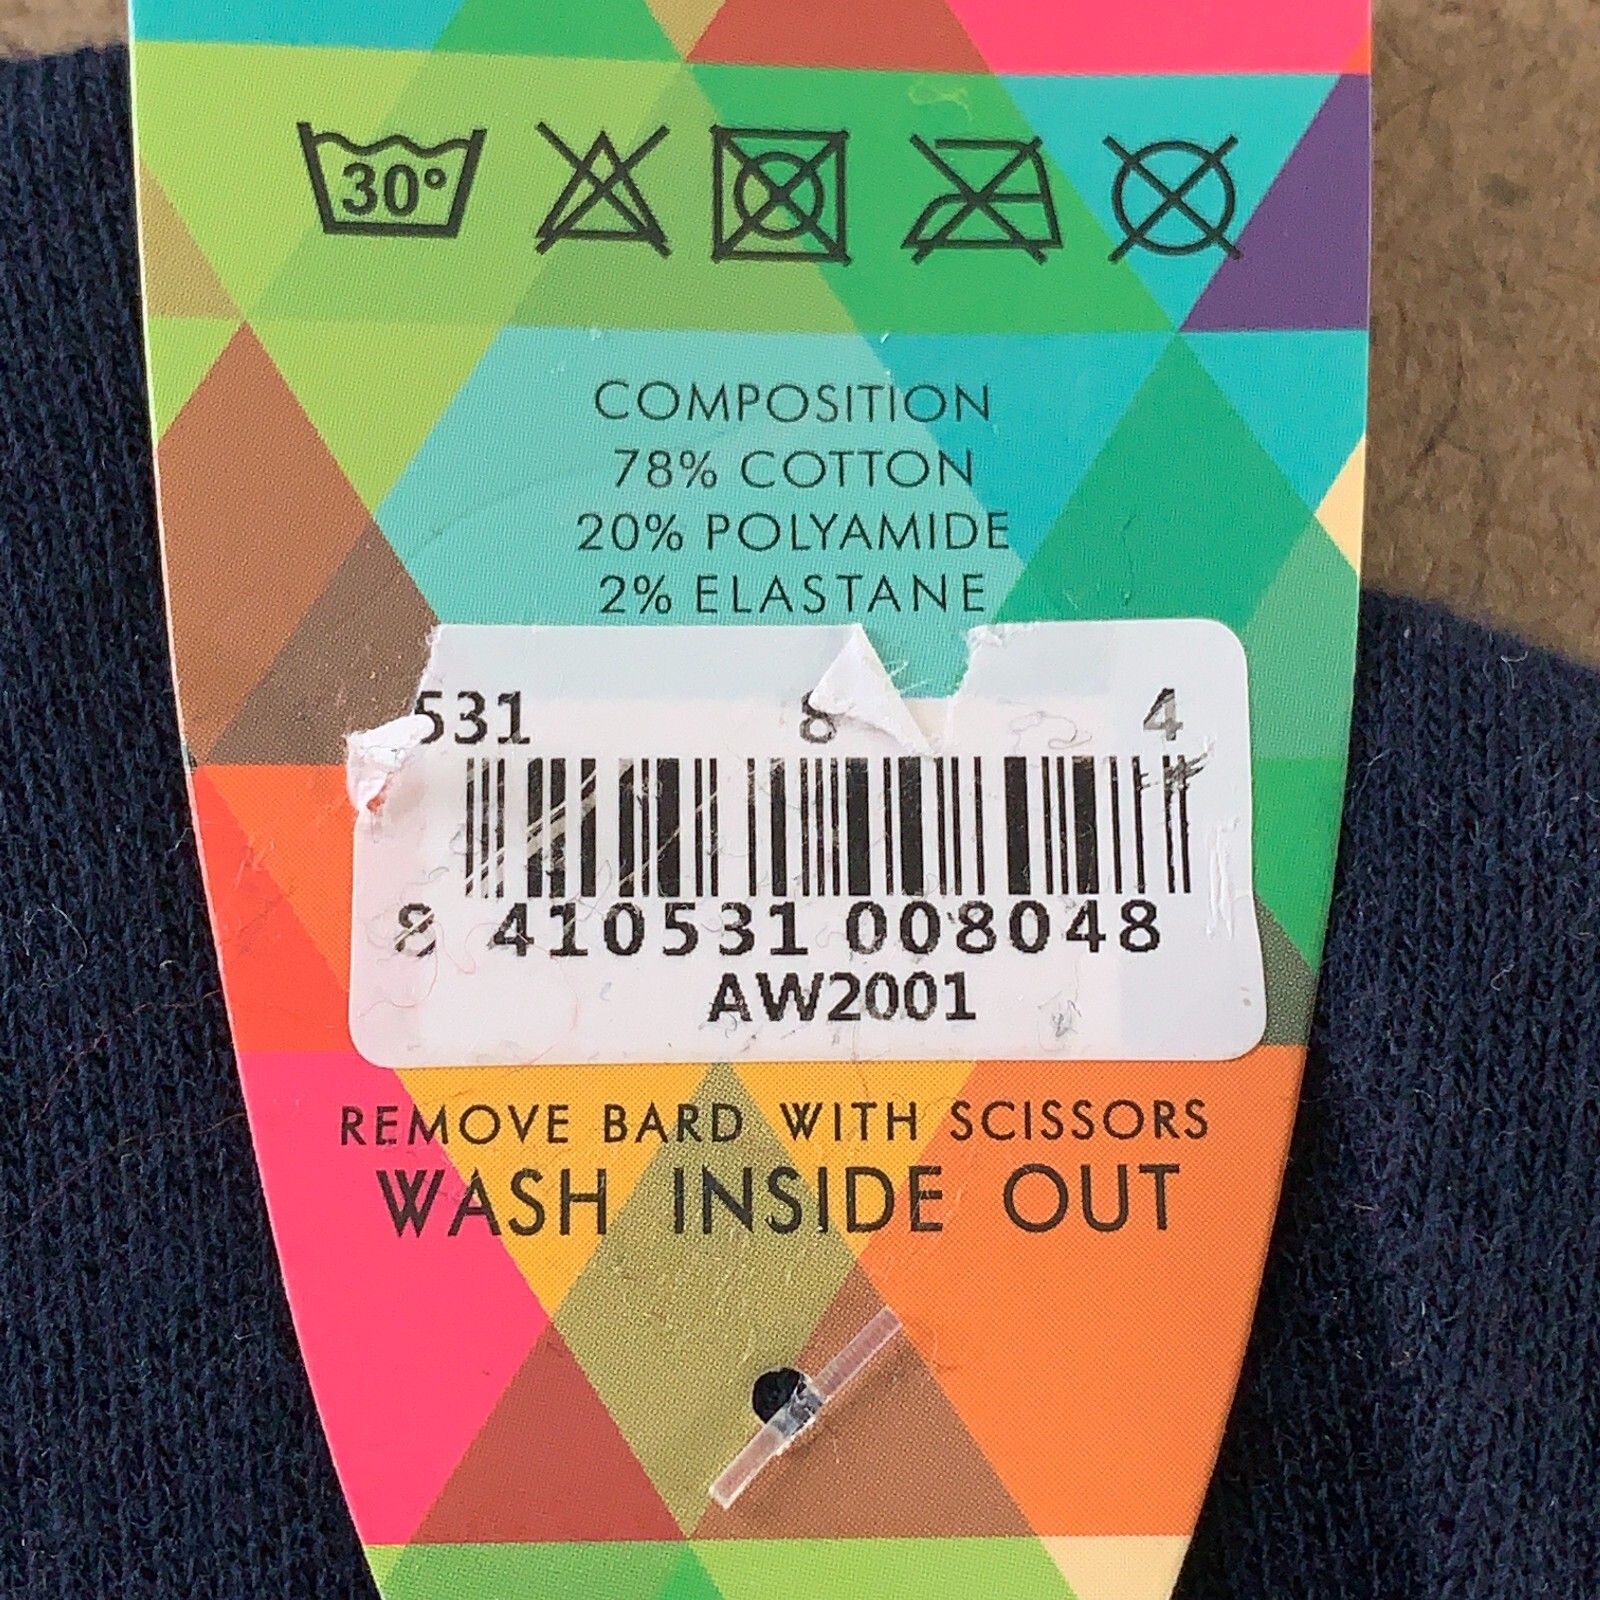 30°
COMPOSITION
78% COTTON
20% POLYAMIDE
2% ELASTANE
531 8 4
8 410531 008048
AW2001
REMOVE BARD WITH SCISSORS
WASH INSIDE OUT